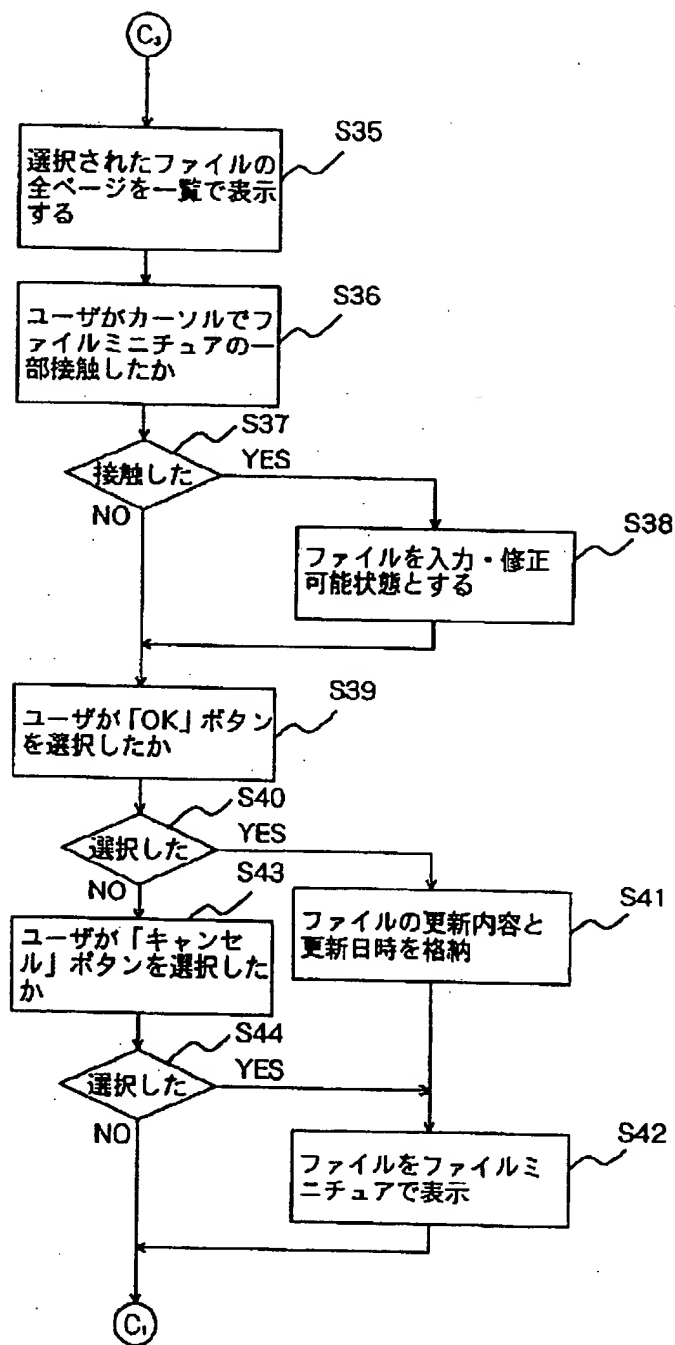 C₃
S35
選択されたファイルの
全ページを一覧で表示
する
S36
ユーザがカーソルでフ
ァイルミニチュアの一
部接触したか
S37
接触した
YES
NO
S38
ファイルを入力・修正
可能状態とする
S39
ユーザが「OK」ボタン
を選択したか
S40
選択した
YES
NO
S41
ファイルの更新内容と
更新日時を格納
S43
ユーザが「キャンセ
ル」ボタンを選択した
か
S44
選択した
YES
NO
S42
ファイルをファイルミ
ニチュアで表示
C₁